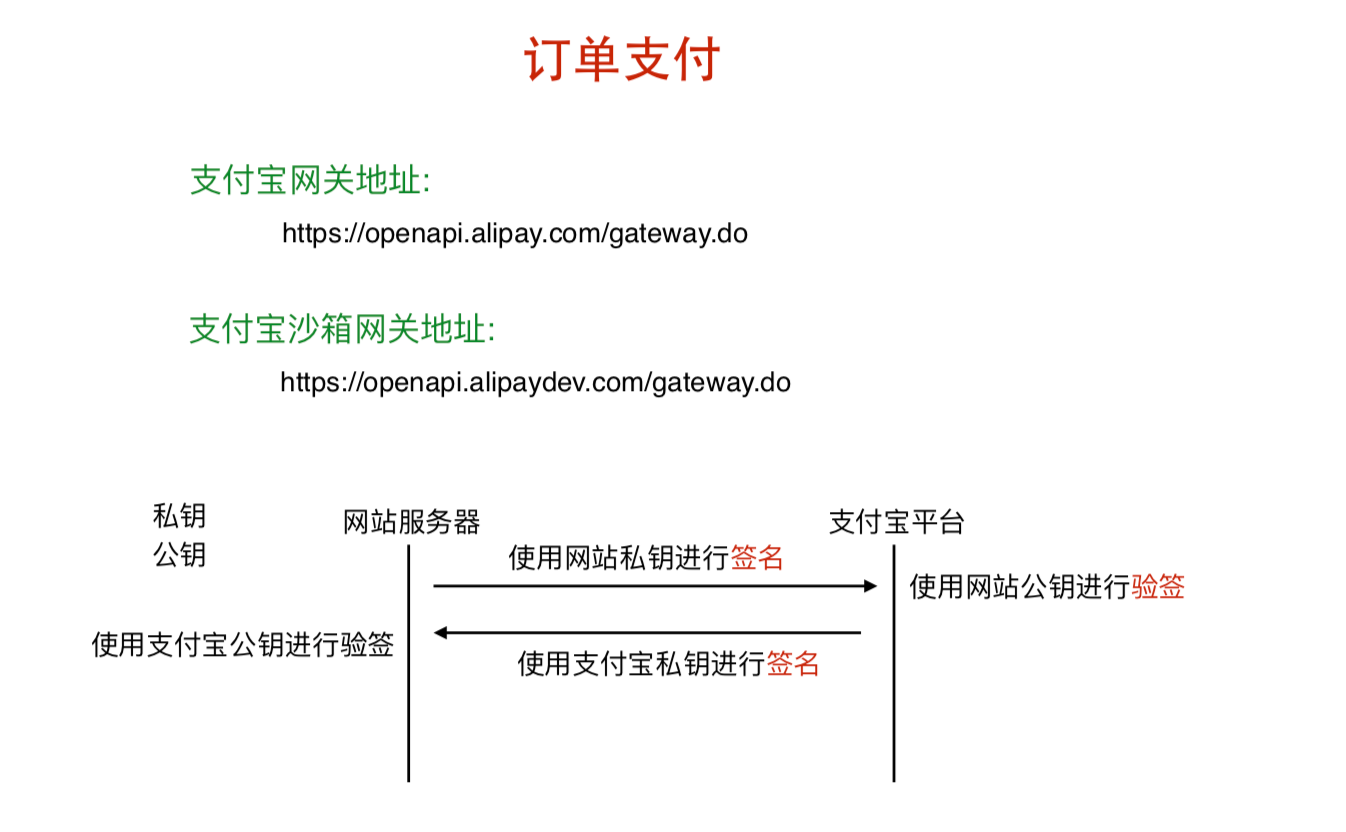 订单支付
支付宝网关地址:
https://openapi.alipay.com/gateway.do
支付宝沙箱网关地址:
https://openapi.alipaydev.com/gateway.do
私钥
公钥
网站服务器
支付宝平台
使用网站私钥进行签名
使用网站公钥进行验签
使用支付宝公钥进行验签
使用支付宝私钥进行签名